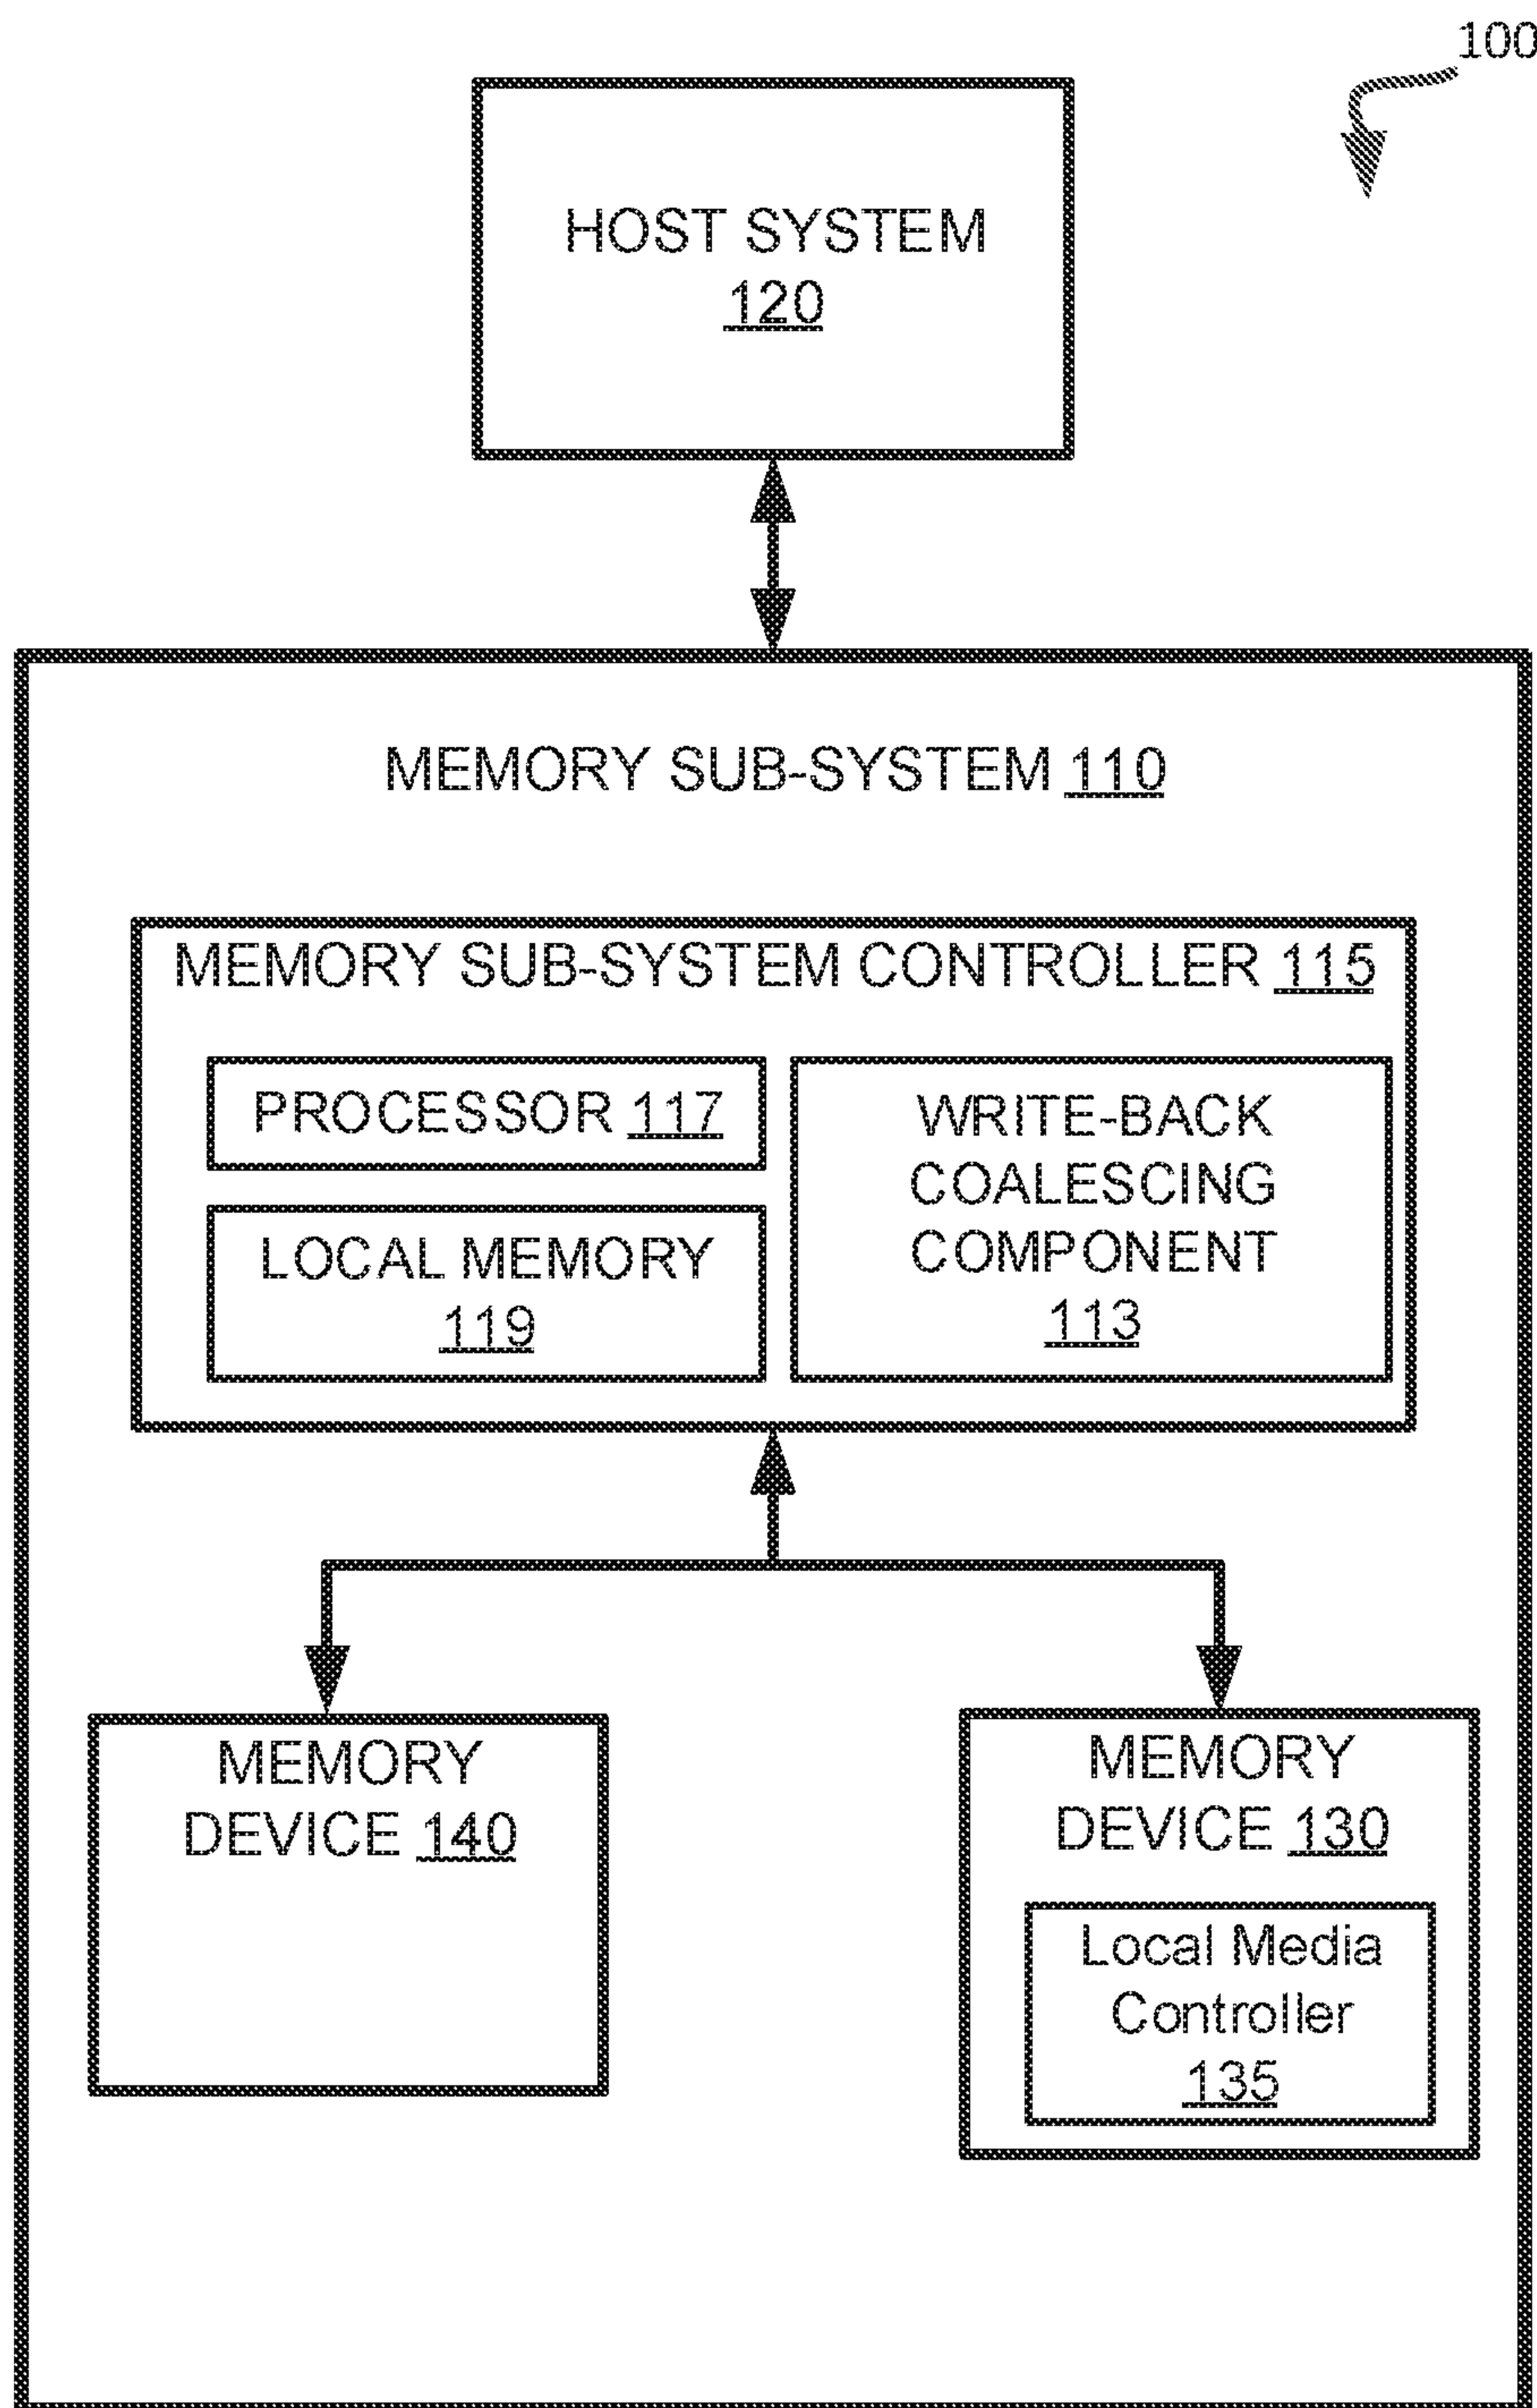 100
HOST SYSTEM
120
MEMORY SUB-SYSTEM 110
MEMORY SUB-SYSTEM CONTROLLER 115
PROCESSOR 117
LOCAL MEMORY
119
WRITE-BACK
COALESCING
COMPONENT
113
MEMORY
DEVICE 140
MEMORY
DEVICE 130
Local Media
Controller
135